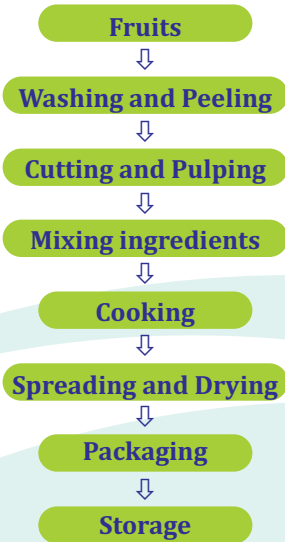 Fruits
Washing and Peeling
Cutting and Pulping
Mixing ingredients
Cooking
Spreading and Drying
Packaging
Storage